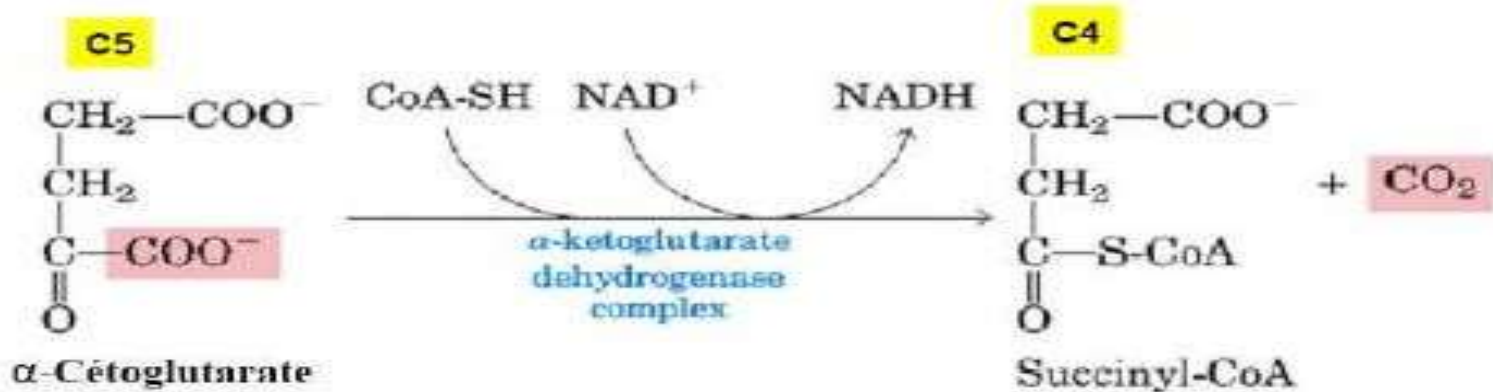 C5
C4
CoA-SH NAD⁺ NADH
CH₂—COO⁻
CH₂
C—COO⁻
O
α-Cétoglutarate
α-ketoglutarate
dehydrogenase
complex
CH₂—COO⁻
CH₂
C—S-CoA
O
Succinyl-CoA
+ CO₂